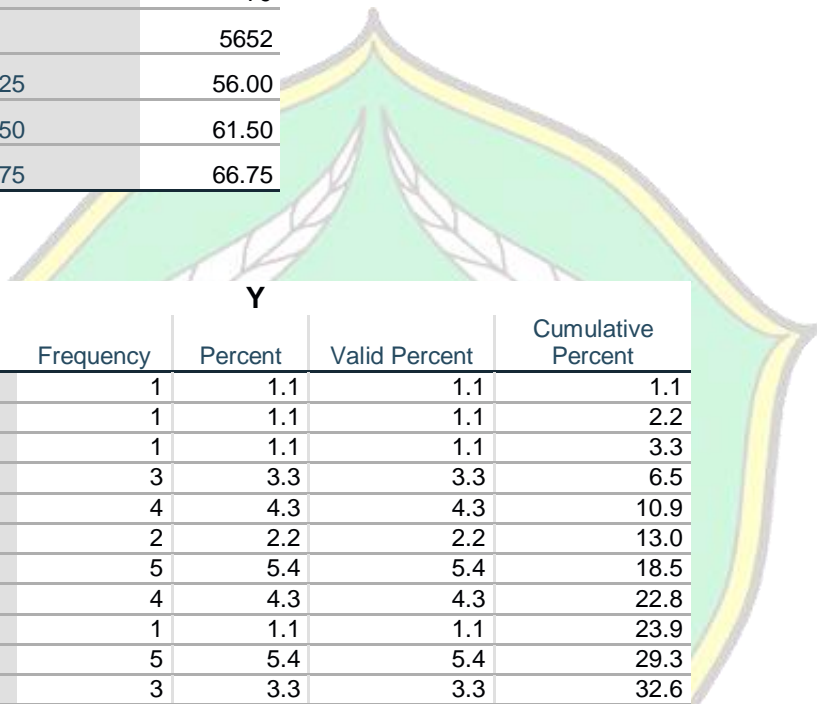 5652
25 56.00
50 61.50
75 66.75
Y
Frequency Percent Valid Percent Cumulative Percent
1 1.1 1.1 1.1
1 1.1 1.1 2.2
1 1.1 1.1 3.3
3 3.3 3.3 6.5
4 4.3 4.3 10.9
2 2.2 2.2 13.0
5 5.4 5.4 18.5
4 4.3 4.3 22.8
1 1.1 1.1 23.9
5 5.4 5.4 29.3
3 3.3 3.3 32.6